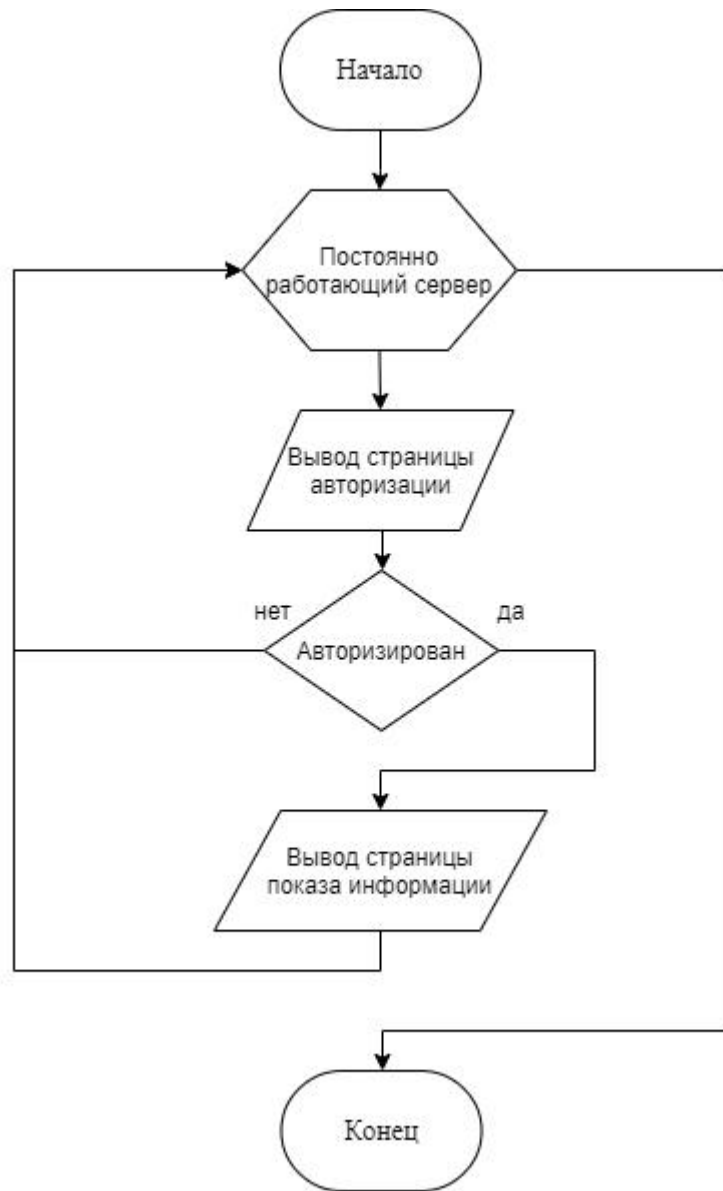 Начало
Постоянно
работающий сервер
Вывод страницы
авторизации
нет
да
Авторизирован
Вывод страницы
показа информации
Конец